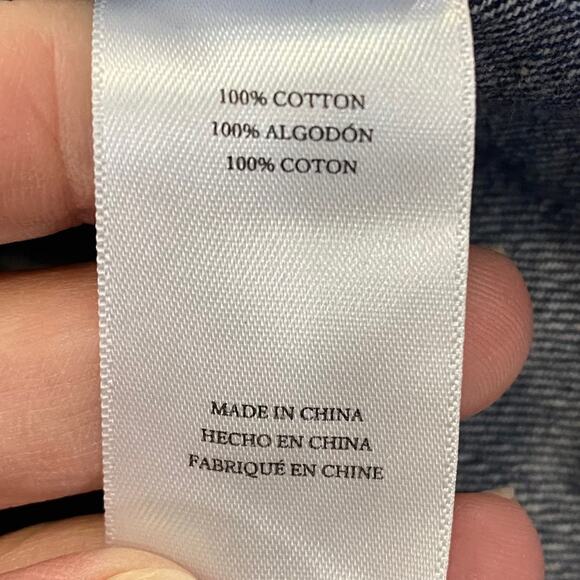 100% COTTON
100% ALGODÓN
100% COTON
MADE IN CHINA
HECHO EN CHINA
FABRIQUÉ EN CHINE